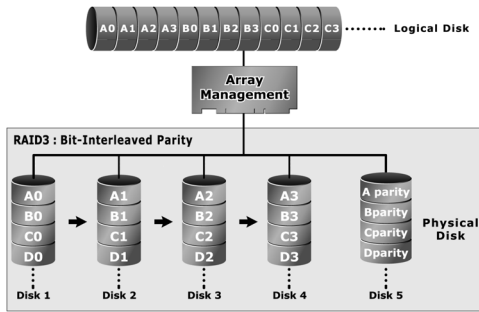 A0 A1 A2 A3 B0 B1 B2 B3 C0 C1 C2 C3 Logical Disk
Array
Management
RAID3 : Bit-Interleaved Parity
A0 A1 A2 A3 A parity
B0 B1 B2 B3 Bparity
C0 C1 C2 C3 Cparity
D0 D1 D2 D3 Dparity
Physical
Disk
Disk 1 Disk 2 Disk 3 Disk 4 Disk 5